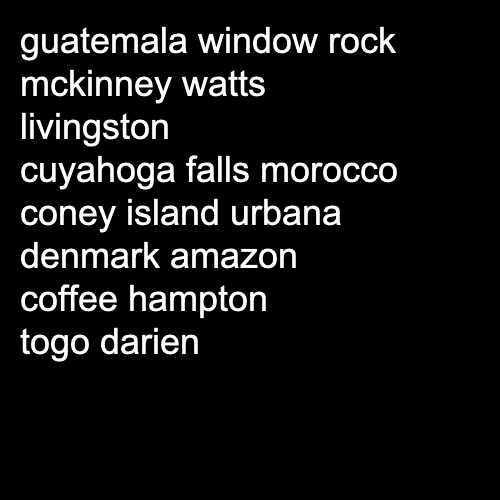 guatemala window rock
mckinney watts
livingston
cuyahoga falls morocco
coney island urbana
denmark amazon
coffee hampton
togo darien